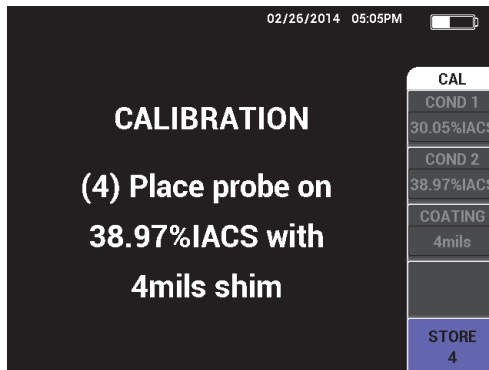 02/26/2014 05:05PM
CALIBRATION
(4) Place probe on
38.97%IACS with
4mils shim
CAL
COND 1
30.05%IACS
COND 2
38.97%IACS
COATING
4mils
STORE
4